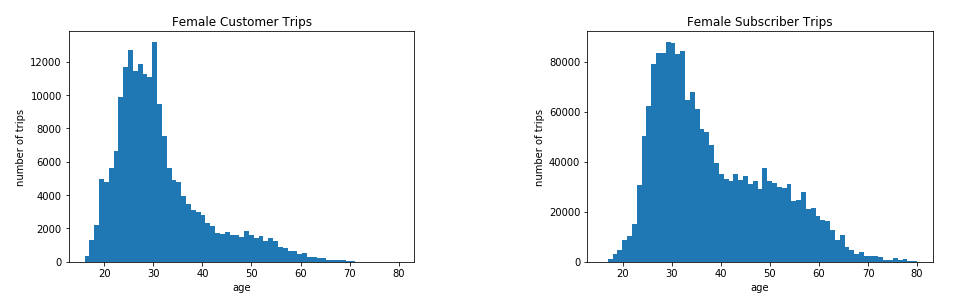 Female Customer Trips
number of trips
12000
10000
8000
6000
4000
2000
0
20 30 40 50 60 70 80
age
Female Subscriber Trips
number of trips
80000
60000
40000
20000
0
20 30 40 50 60 70 80
age